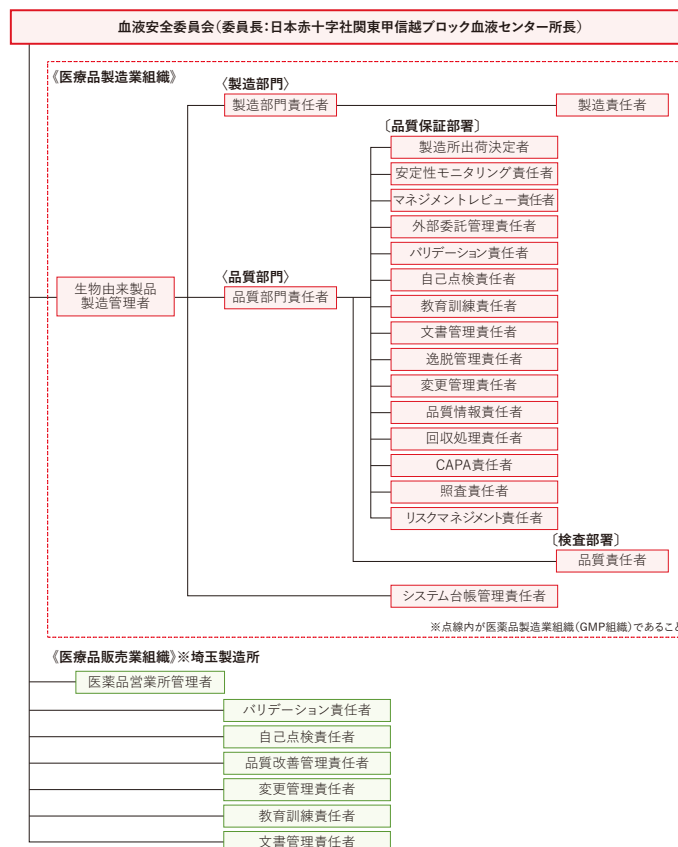 血液安全委員会（委員長：日本赤十字社関東甲信越ブロック血液センター所長）
《医療品製造業組織》
〈製造部門〉
製造部門責任者
製造責任者
〔品質保証部署〕
製造所出荷決定者
安定性モニタリング責任者
マネジメントレビュー責任者
外部委託管理責任者
バリデーション責任者
自己点検責任者
教育訓練責任者
文書管理責任者
逸脱管理責任者
変更管理責任者
品質情報責任者
回収処理責任者
CAPA責任者
照査責任者
リスクマネジメント責任者
生物由来製品
製造管理者
〈品質部門〉
品質部門責任者
〔検査部署〕
品質責任者
システム台帳管理責任者
※点線内が医薬品製造業組織（GMP組織）であるこ
《医療品販売業組織》※埼玉製造所
医薬品営業所管理者
バリデーション責任者
自己点検責任者
品質改善管理責任者
変更管理責任者
教育訓練責任者
文書管理責任者